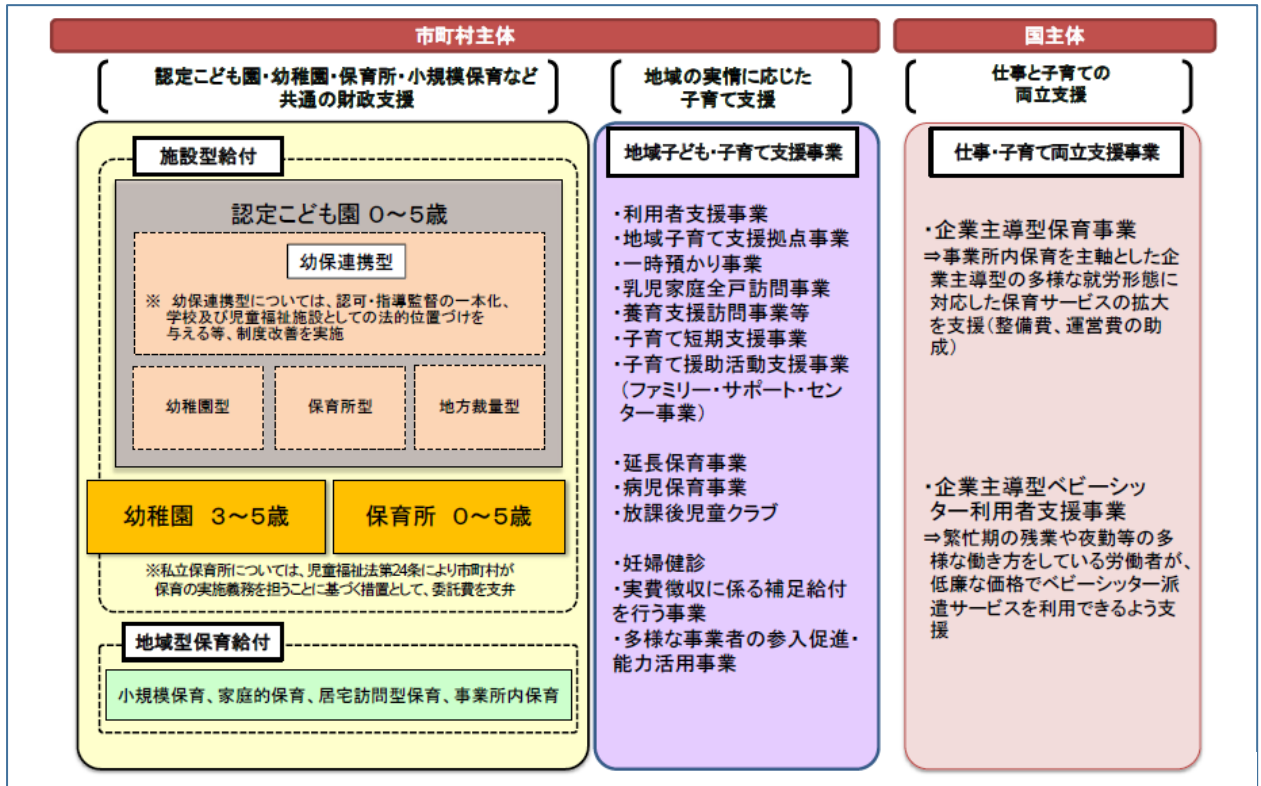 市町村主体
国主体
認定こども園・幼稚園・保育所・小規模保育など
共通の財政支援
地域の実情に応じた
子育て支援
仕事と子育ての
両立支援
施設型給付
認定こども園 0～5歳
幼保連携型
※ 幼保連携型については、認可・指導監督の一本化、
学校及び児童福祉施設としての法的位置づけを
与える等、制度改善を実施
幼稚園型
保育所型
地方裁量型
幼稚園 3～5歳
保育所 0～5歳
※私立保育所については、児童福祉法第24条により市町村が
保育の実施義務を担うことに基づく措置として、委託費を支弁
地域型保育給付
小規模保育、家庭的保育、居宅訪問型保育、事業所内保育
地域子ども・子育て支援事業
・利用者支援事業
・地域子育て支援拠点事業
・一時預かり事業
・乳児家庭全戸訪問事業
・養育支援訪問事業等
・子育て短期支援事業
・子育て援助活動支援事業
（ファミリー・サポート・セン
ター事業）
・延長保育事業
・病児保育事業
・放課後児童クラブ
・妊婦健診
・実費徴収に係る補足給付
を行う事業
・多様な事業者の参入促進・
能力活用事業
仕事・子育て両立支援事業
・企業主導型保育事業
⇒事業所内保育を主軸とした企
業主導型の多様な就労形態に
対応した保育サービスの拡大
を支援（整備費、運営費の助
成）
・企業主導型ベビーシッ
ター利用者支援事業
⇒繁忙期の残業や夜勤等の多
様な働き方をしている労働者が、
低廉な価格でベビーシッター派
遣サービスを利用できるよう支
援